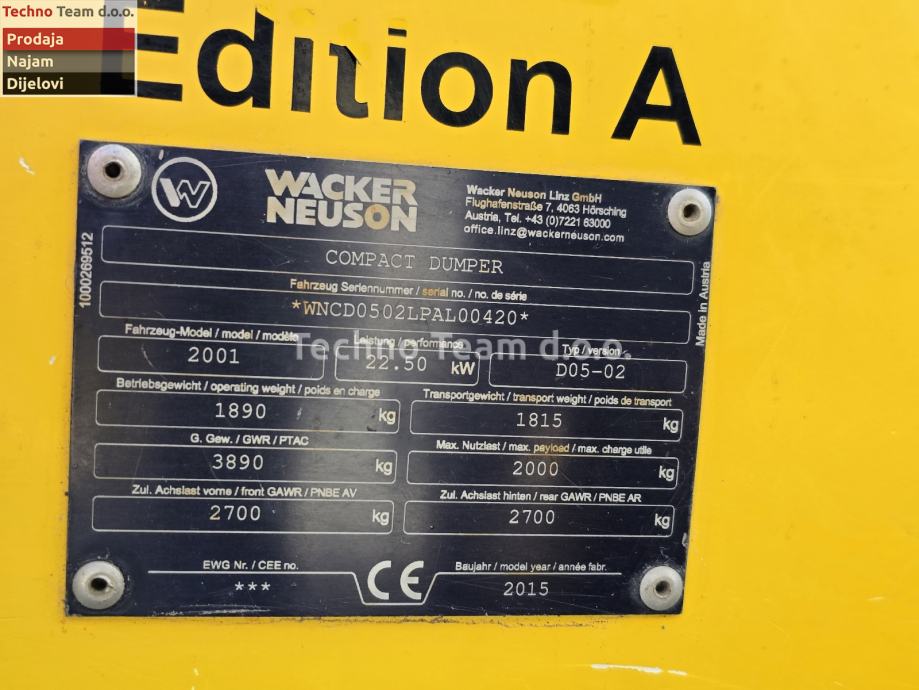 Techno Team d.o.o.
Prodaja
Najam
Dijelovi
Edition A
WACKER
NEUSON
Wacker Neuson Linz GmbH
Flughafenstraße 7, 4063 Hörsching
Austria, Tel. +43 (0)7221 63000
office.linz@wackerneuson.com
1000269512
COMPACT DUMPER
Fahrzeug Seriennummer / serial no. / no. de série
*WNCD0502LPAL00420*
Made in Austria
Fahrzeug-Model / model / modèle
2001
Leistung / performance
22.50 kW
Typ / version
D05-02
Techno Team d.o.o.
Betriebsgewicht / operating weight / poids en charge
1890 kg
Transportgewicht / transport weight / poids de transport
1815 kg
G. Gew. / GWR / PTAC
3890 kg
Max. Nutzlast / max. payload / max. charge utile
2000 kg
Zul. Achslast vorne / front GAWR / PNBE AV
2700 kg
Zul. Achslast hinten / rear GAWR / PNBE AR
2700 kg
EWG Nr. / CEE no.
***
CE
Baujahr / model year / année fabr.
2015